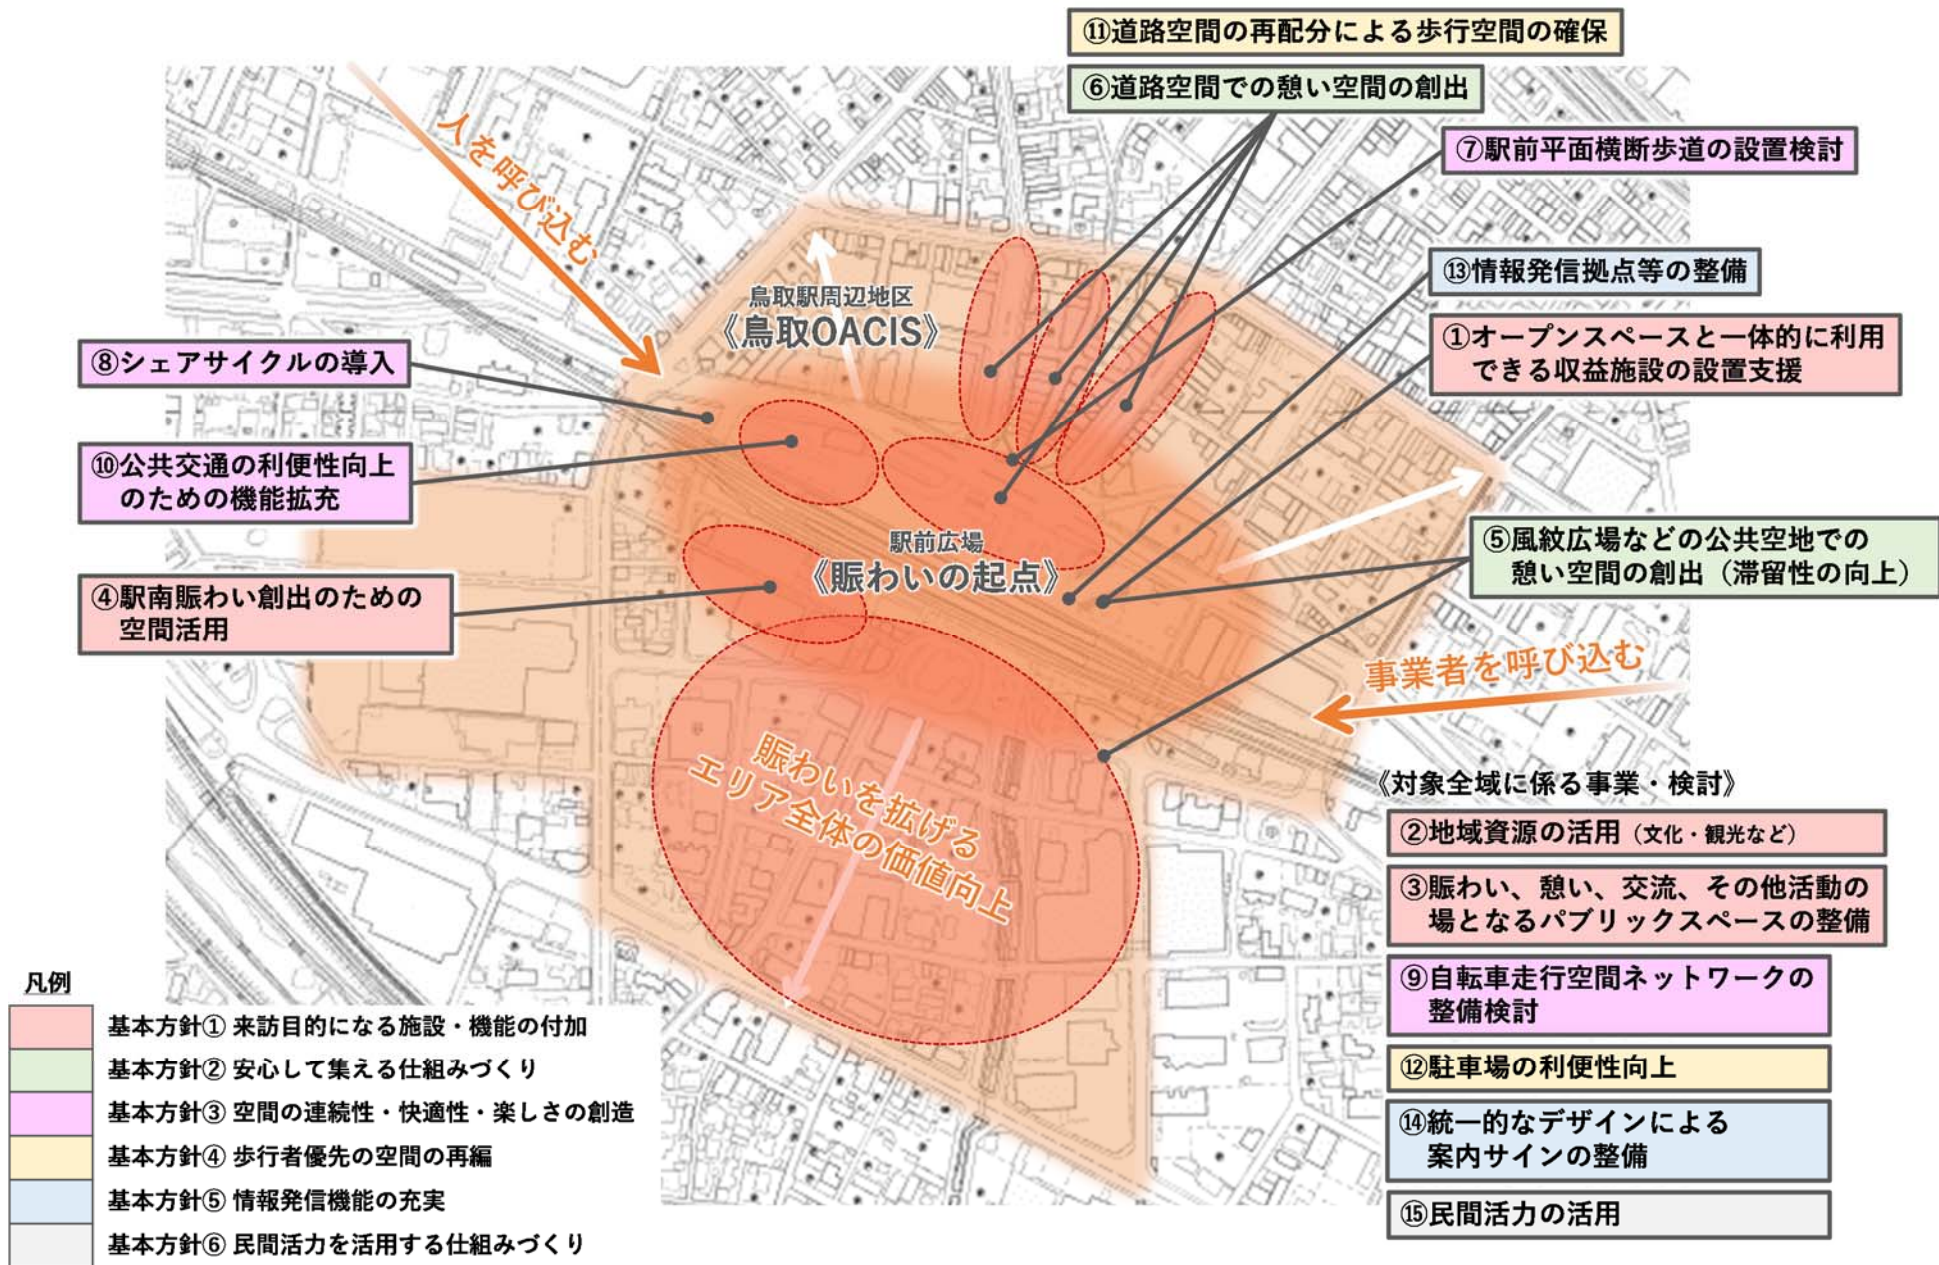 ⑪道路空間の再配分による歩行空間の確保
⑥道路空間での憩い空間の創出
⑦駅前平面横断歩道の設置検討
人を呼び込む
⑬情報発信拠点等の整備
鳥取駅周辺地区
《鳥取OACIS》
①オープンスペースと一体的に利用
できる収益施設の設置支援
⑧シェアサイクルの導入
⑩公共交通の利便性向上
のための機能拡充
駅前広場
《賑わいの起点》
⑤風紋広場などの公共空地での
憩い空間の創出（滞留性の向上）
④駅南賑わい創出のための
空間活用
事業者を呼び込む
賑わいを拡げる
エリア全体の価値向上
《対象全域に係る事業・検討》
②地域資源の活用（文化・観光など）
③賑わい、憩い、交流、その他活動の
場となるパブリックスペースの整備
⑨自転車走行空間ネットワークの
整備検討
⑫駐車場の利便性向上
⑭統一的なデザインによる
案内サインの整備
⑮民間活力の活用
凡例
基本方針① 来訪目的になる施設・機能の付加
基本方針② 安心して集える仕組みづくり
基本方針③ 空間の連続性・快適性・楽しさの創造
基本方針④ 歩行者優先の空間の再編
基本方針⑤ 情報発信機能の充実
基本方針⑥ 民間活力を活用する仕組みづくり